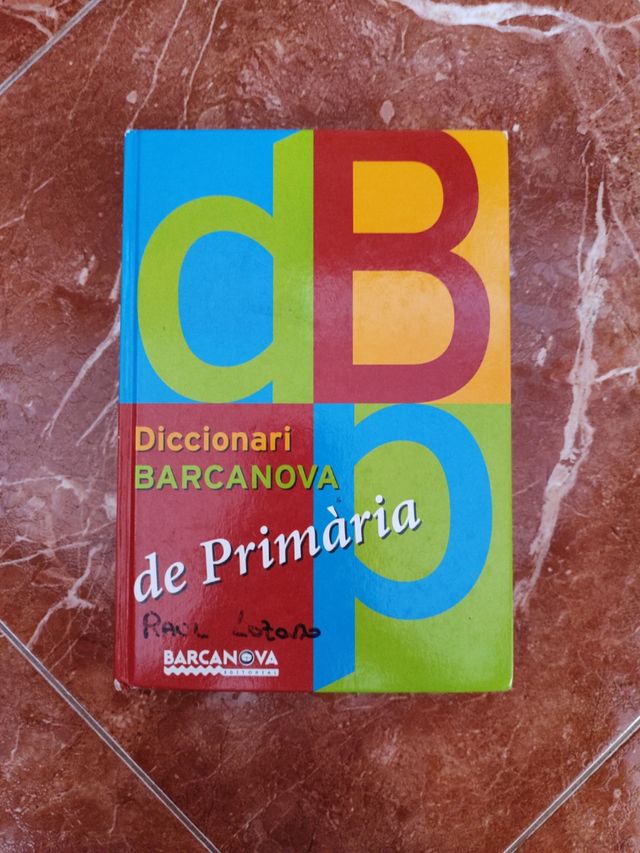 dB
p
Diccionari
BARCANOVA
de Primària
RAUL Lozano
BARCANOVA
EDITORIAL